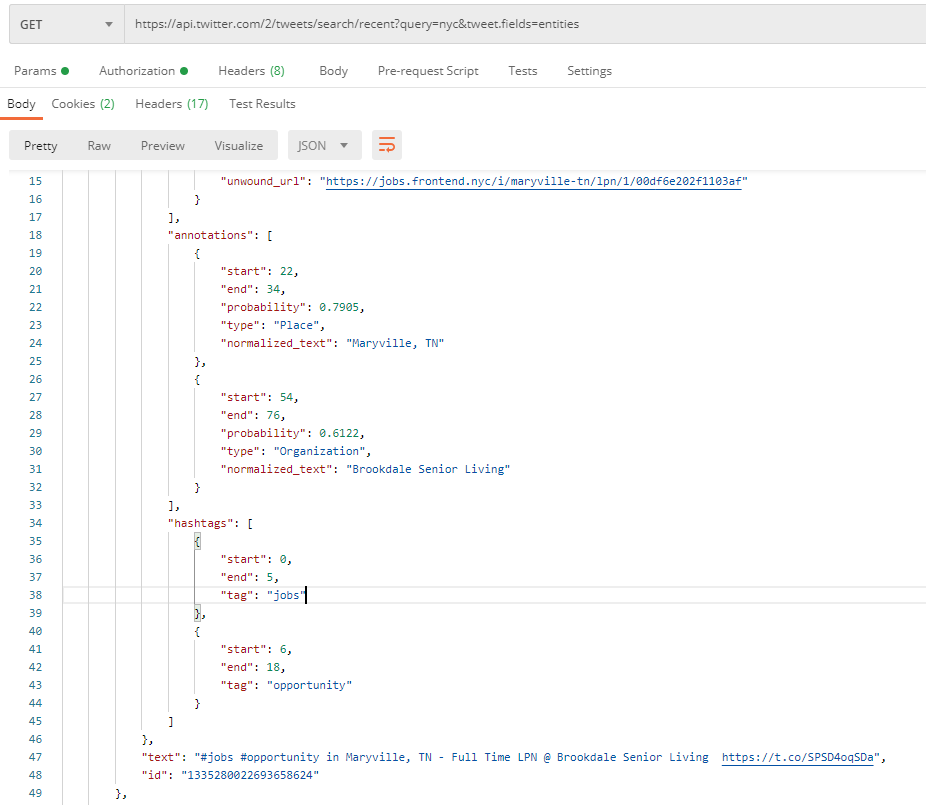 GET https://api.twitter.com/2/tweets/search/recent?query=nyc&tweet.fields=entities
Params Authorization Headers (8) Body Pre-request Script Tests Settings
Body Cookies (2) Headers (17) Test Results
Pretty Raw Preview Visualize JSON
15 "unwound_url": "https://jobs.frontend.nyc/i/maryville-tn/lpn/1/00df6e202f1103af"
16 }
17 ],
18 "annotations": [
19 {
20 "start": 22,
21 "end": 34,
22 "probability": 0.7905,
23 "type": "Place",
24 "normalized_text": "Maryville, TN"
25 },
26 {
27 "start": 54,
28 "end": 76,
29 "probability": 0.6122,
30 "type": "Organization",
31 "normalized_text": "Brookdale Senior Living"
32 }
33 ],
34 "hashtags": [
35 {
36 "start": 0,
37 "end": 5,
38 "tag": "jobs"
39 },
40 {
41 "start": 6,
42 "end": 18,
43 "tag": "opportunity"
44 }
45 ]
46 },
47 "text": "#jobs #opportunity in Maryville, TN - Full Time LPN @ Brookdale Senior Living  https://t.co/SPSD4oqSDa",
48 "id": "1335280022693658624"
49 },